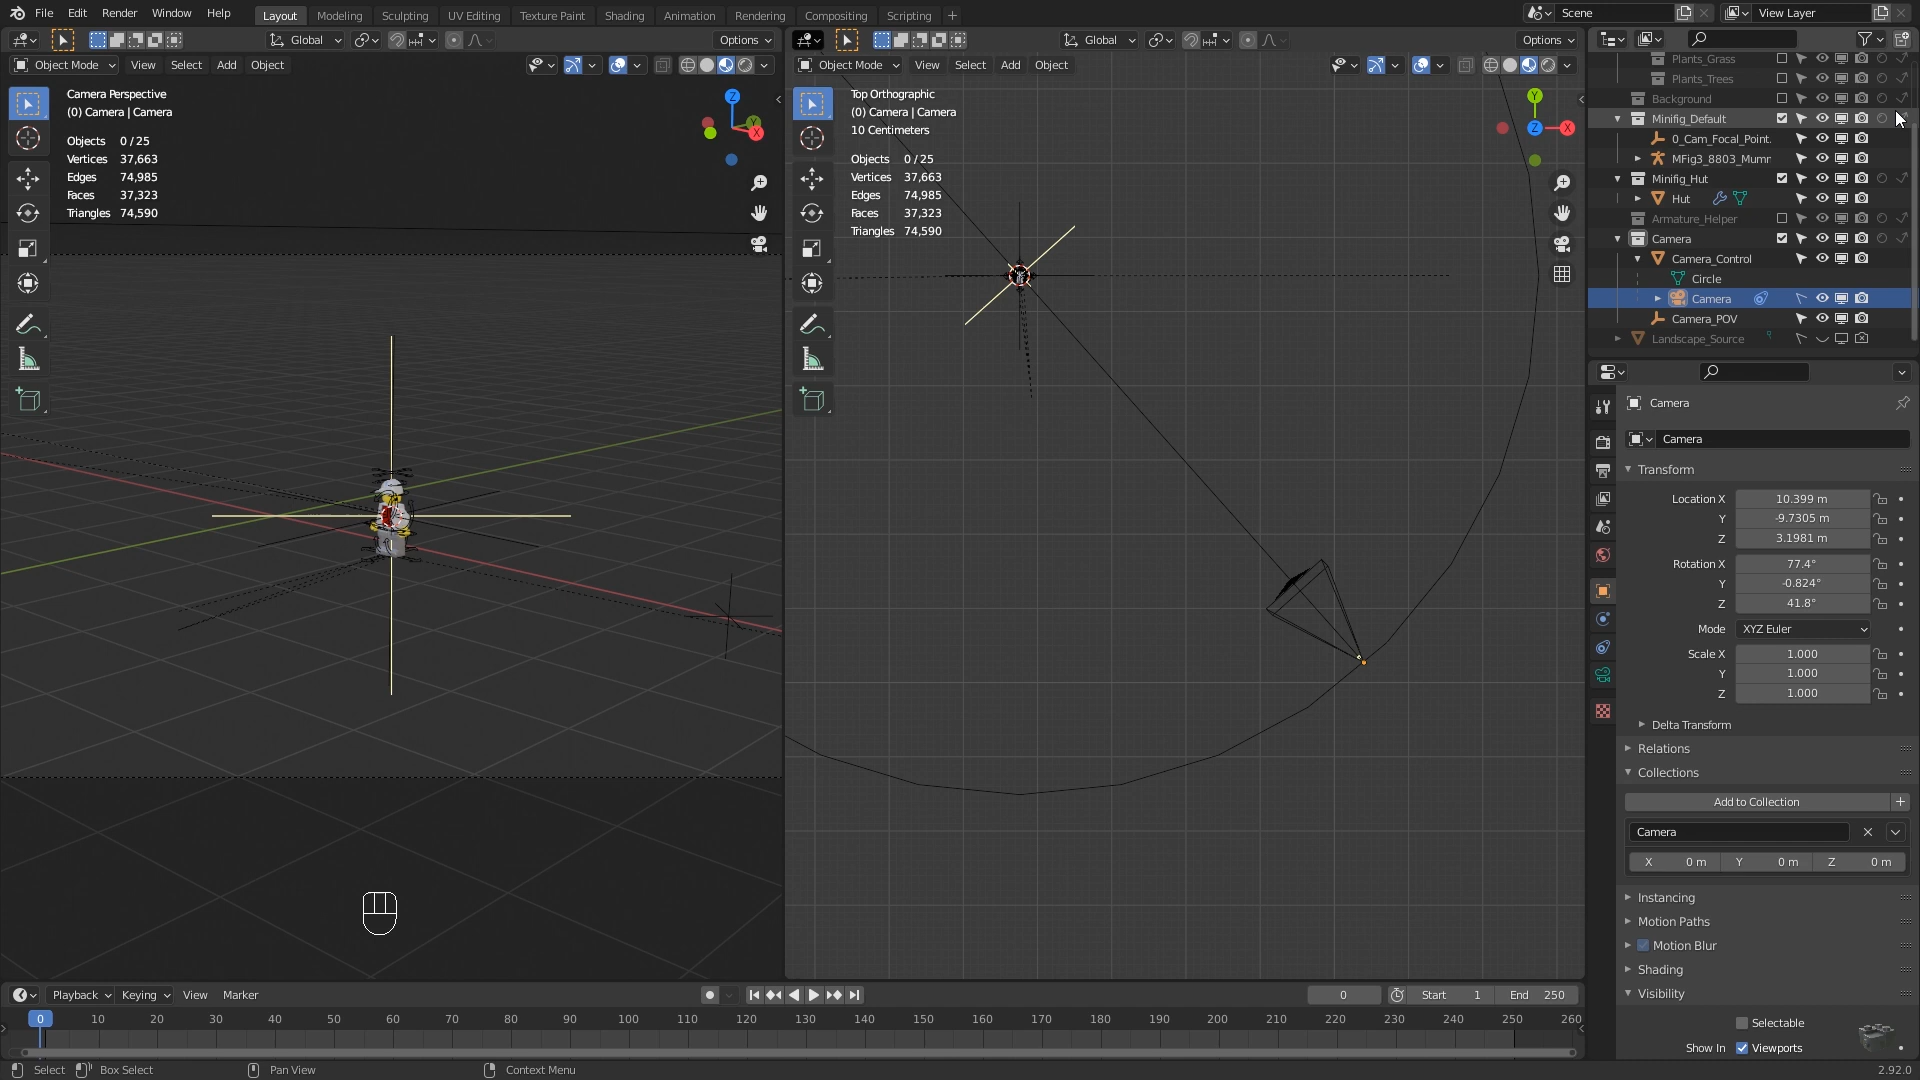 File Edit Render Window Help Layout Modeling Sculpting UV Editing Texture Paint Shading Animation Rendering Compositing Scripting + Scene View Layer
Global Options
Object Mode View Select Add Object
Camera Perspective
(0) Camera | Camera
Objects 0 / 25
Vertices 37,663
Edges 74,985
Faces 37,323
Triangles 74,590
Z Y X
Global Options
Object Mode View Select Add Object
Top Orthographic
(0) Camera | Camera
10 Centimeters
Objects 0 / 25
Vertices 37,663
Edges 74,985
Faces 37,323
Triangles 74,590
Y Z X
Plants_Grass
Plants_Trees
Background
Minifig_Default
0_Cam_Focal_Point.
MFig3_8803_Mum
Minifig_Hut
Hut
Armature_Helper
Camera
Camera_Control
Circle
Camera
Camera_POV
Landscape_Source
Camera
Camera
Transform
Location X 10.399 m
Y -9.7305 m
Z 3.1981 m
Rotation X 77.4°
Y -0.824°
Z 41.8°
Mode XYZ Euler
Scale X 1.000
Y 1.000
Z 1.000
Delta Transform
Relations
Collections
Add to Collection +
Camera
X 0 m Y 0 m Z 0 m
Instancing
Motion Paths
Motion Blur
Shading
Visibility
Selectable
Show In Viewports
Playback Keying View Marker 0 Start 1 End 250
0 10 20 30 40 50 60 70 80 90 100 110 120 130 140 150 160 170 180 190 200 210 220 230 240 250 260
Select Box Select Pan View Context Menu 2.92.0